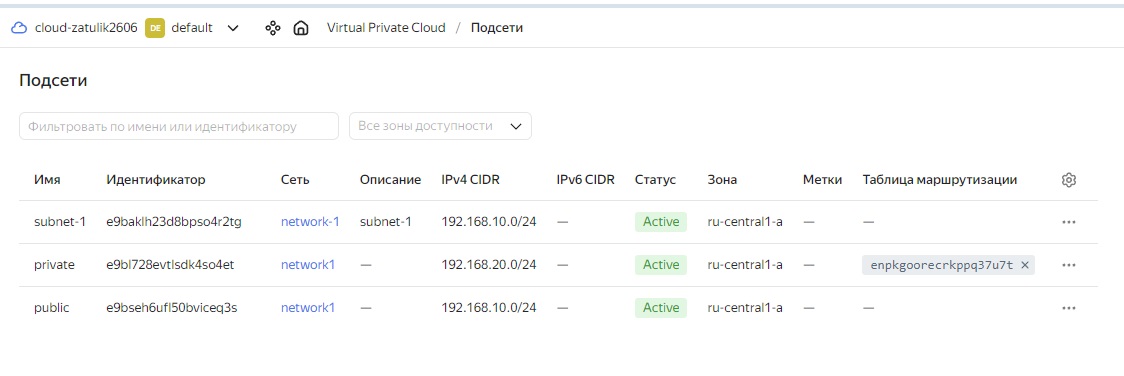 cloud-zatulik2606 DE default Virtual Private Cloud / Подсети
Подсети
Фильтровать по имени или идентификатору Все зоны доступности
Имя Идентификатор Сеть Описание IPv4 CIDR IPv6 CIDR Статус Зона Метки Таблица маршрутизации
subnet-1 e9baklh23d8bpso4r2tg network-1 subnet-1 192.168.10.0/24 — Active ru-central1-a — —
private e9bl728evtlsdk4so4et network1 — 192.168.20.0/24 — Active ru-central1-a — enpkgoorecrkppq37u7t ×
public e9bseh6ufl50bviceq3s network1 — 192.168.10.0/24 — Active ru-central1-a — —